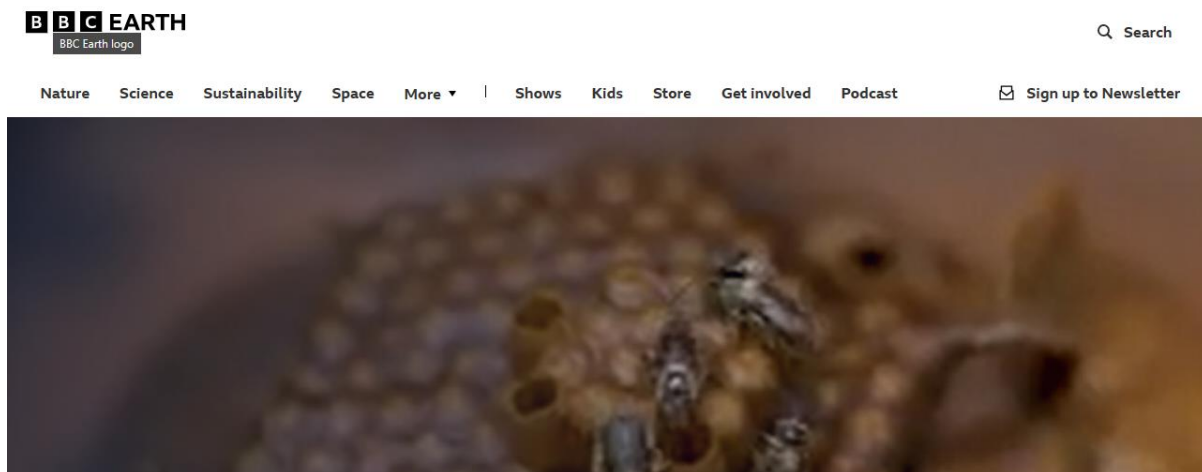 BBC EARTH
BBC Earth logo
Search
Nature Science Sustainability Space More Shows Kids Store Get involved Podcast Sign up to Newsletter